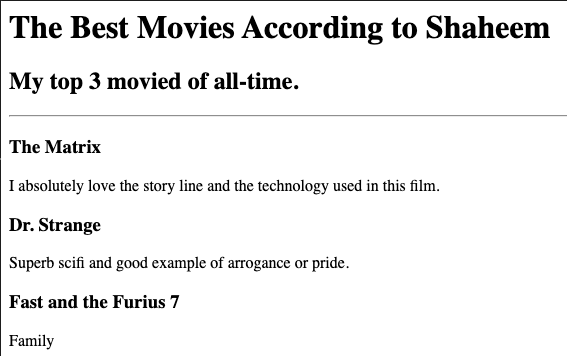 The Best Movies According to Shaheem
My top 3 movied of all-time.
The Matrix
I absolutely love the story line and the technology used in this film.
Dr. Strange
Superb scifi and good example of arrogance or pride.
Fast and the Furius 7
Family